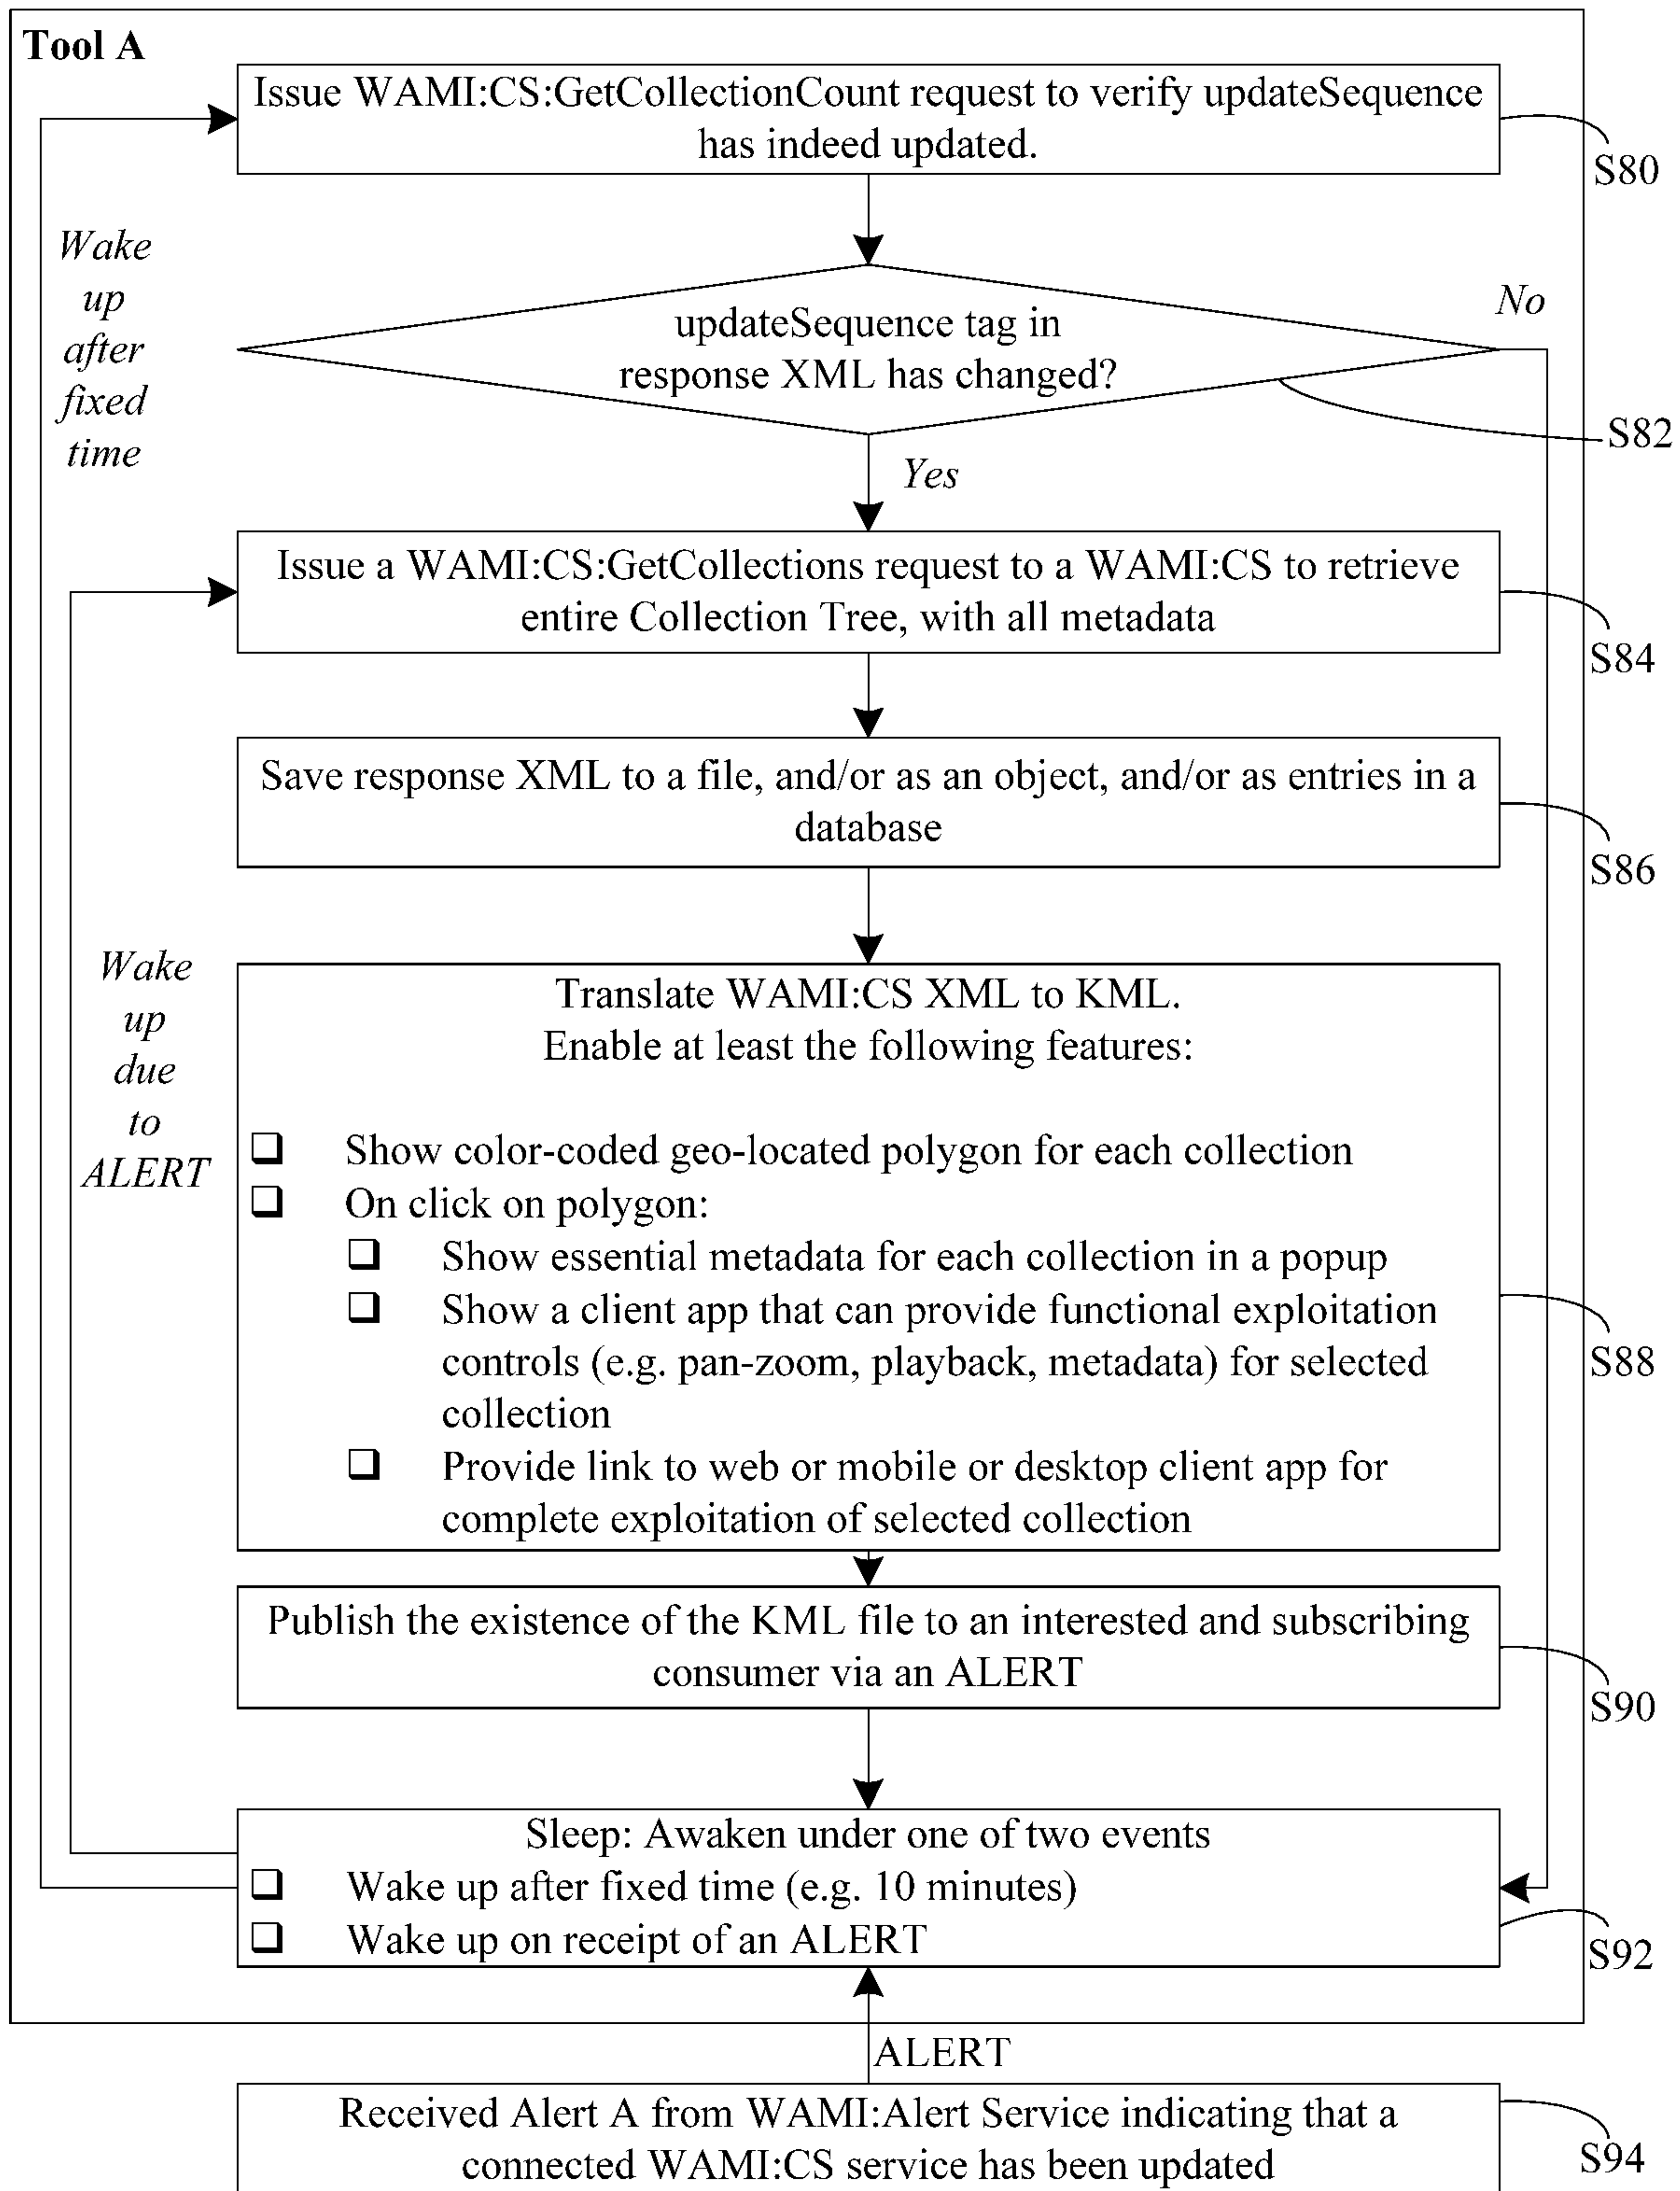 Tool A
Issue WAMI:CS:GetCollectionCount request to verify updateSequence
has indeed updated.
S80
Wake
up
after
fixed
time
updateSequence tag in
response XML has changed?
No
S82
Yes
Issue a WAMI:CS:GetCollections request to a WAMI:CS to retrieve
entire Collection Tree, with all metadata
S84
Save response XML to a file, and/or as an object, and/or as entries in a
database
S86
Wake
up
due
to
ALERT
Translate WAMI:CS XML to KML.
Enable at least the following features:
❑ Show color-coded geo-located polygon for each collection
❑ On click on polygon:
❑ Show essential metadata for each collection in a popup
❑ Show a client app that can provide functional exploitation
controls (e.g. pan-zoom, playback, metadata) for selected
collection
❑ Provide link to web or mobile or desktop client app for
complete exploitation of selected collection
S88
Publish the existence of the KML file to an interested and subscribing
consumer via an ALERT
S90
Sleep: Awaken under one of two events
❑ Wake up after fixed time (e.g. 10 minutes)
❑ Wake up on receipt of an ALERT
S92
ALERT
Received Alert A from WAMI:Alert Service indicating that a
connected WAMI:CS service has been updated
S94